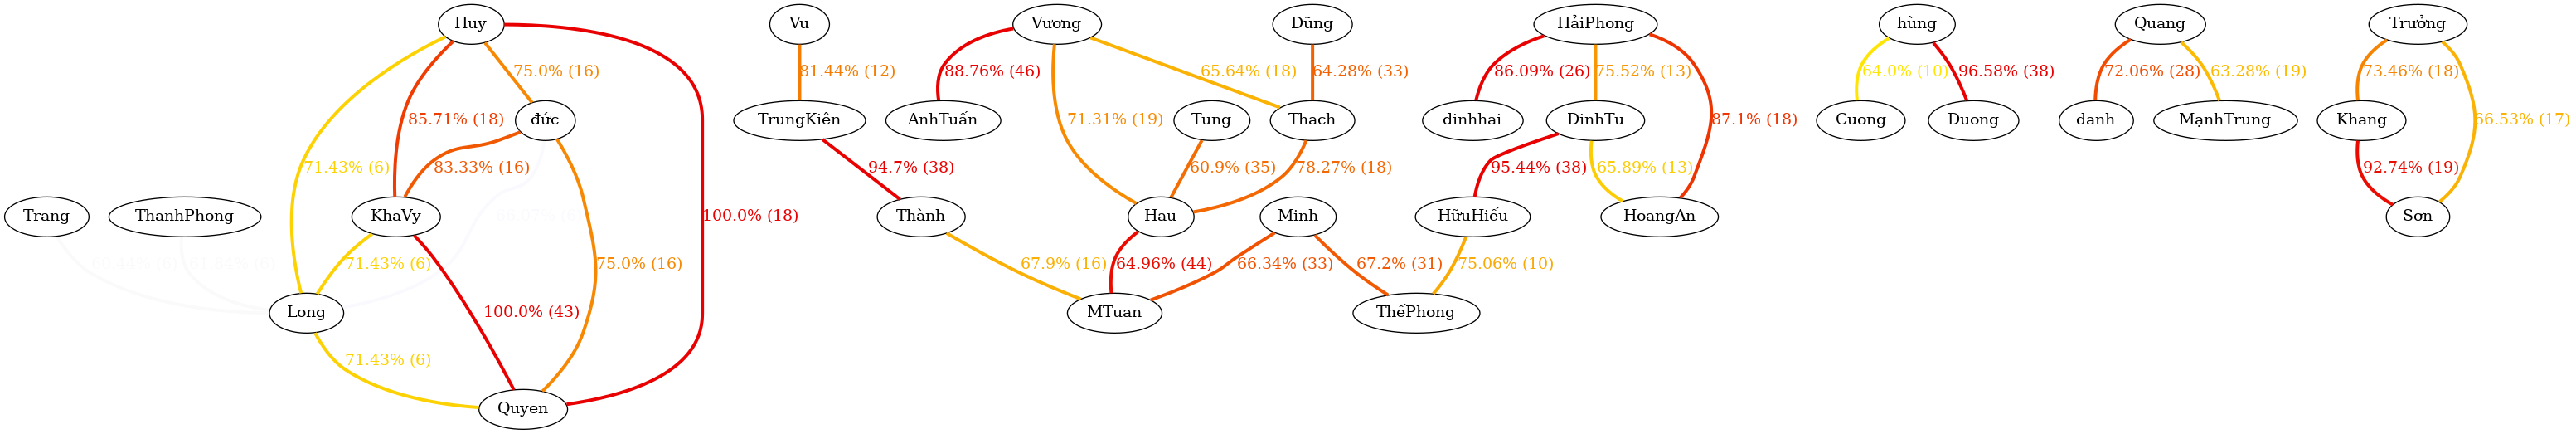 Huy
Vu
Vương
Dũng
HảiPhong
hùng
Quang
Trưởng
75.0% (16)
81.44% (12)
88.76% (46)
65.64% (18)
64.28% (33)
86.09% (26)
75.52% (13)
64.0% (10)
96.58% (38)
72.06% (28)
63.28% (19)
73.46% (18)
85.71% (18)
đức
TrungKiên
AnhTuấn
71.31% (19)
Tung
Thach
dinhhai
DinhTu
87.1% (18)
Cuong
Duong
danh
MạnhTrung
Khang
66.53% (17)
71.43% (6)
83.33% (16)
94.7% (38)
60.9% (35)
78.27% (18)
95.44% (38)
65.89% (13)
92.74% (19)
Trang
ThanhPhong
KhaVy
100.0% (18)
Thành
Hau
Minh
HữuHiếu
HoangAn
Sơn
71.43% (6)
75.0% (16)
67.9% (16)
64.96% (44)
66.34% (33)
67.2% (31)
75.06% (10)
Long
100.0% (43)
MTuan
ThếPhong
71.43% (6)
Quyen